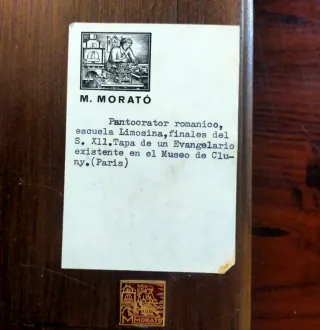 M. MORATÓ
Pantocrator romanico,
escuela Limosina, finales del
S. Xll. Tapa de un Evangelario
existente en el Museo de Clu-
ny.(Paris)
M MORATÓ